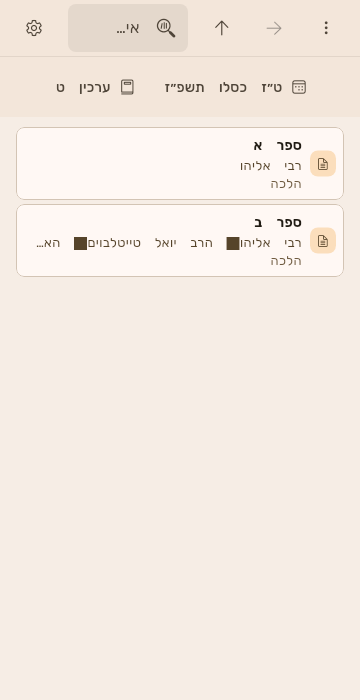 אי...
ט״ז כסלו תשפ״ז ערכין ט
ספר א
רבי אליהו
הלכה
ספר ב
רבי אליהו הרב יואל טייטלבוים הא...
הלכה